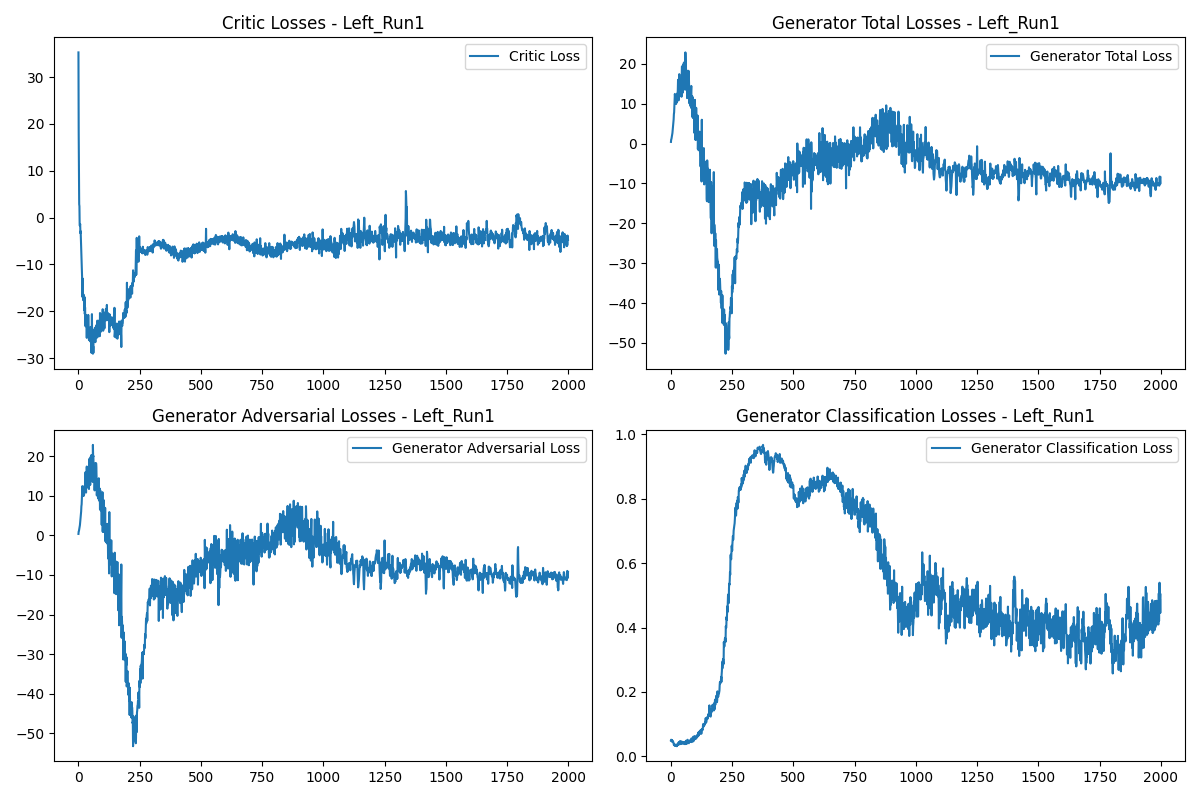 Critic Losses - Left_Run1
Critic Loss
30
20
10
0
−10
−20
−30
0 250 500 750 1000 1250 1500 1750 2000
Generator Total Losses - Left_Run1
Generator Total Loss
20
10
0
−10
−20
−30
−40
−50
0 250 500 750 1000 1250 1500 1750 2000
Generator Adversarial Losses - Left_Run1
Generator Adversarial Loss
20
10
0
−10
−20
−30
−40
−50
0 250 500 750 1000 1250 1500 1750 2000
Generator Classification Losses - Left_Run1
Generator Classification Loss
1.0
0.8
0.6
0.4
0.2
0.0
0 250 500 750 1000 1250 1500 1750 2000